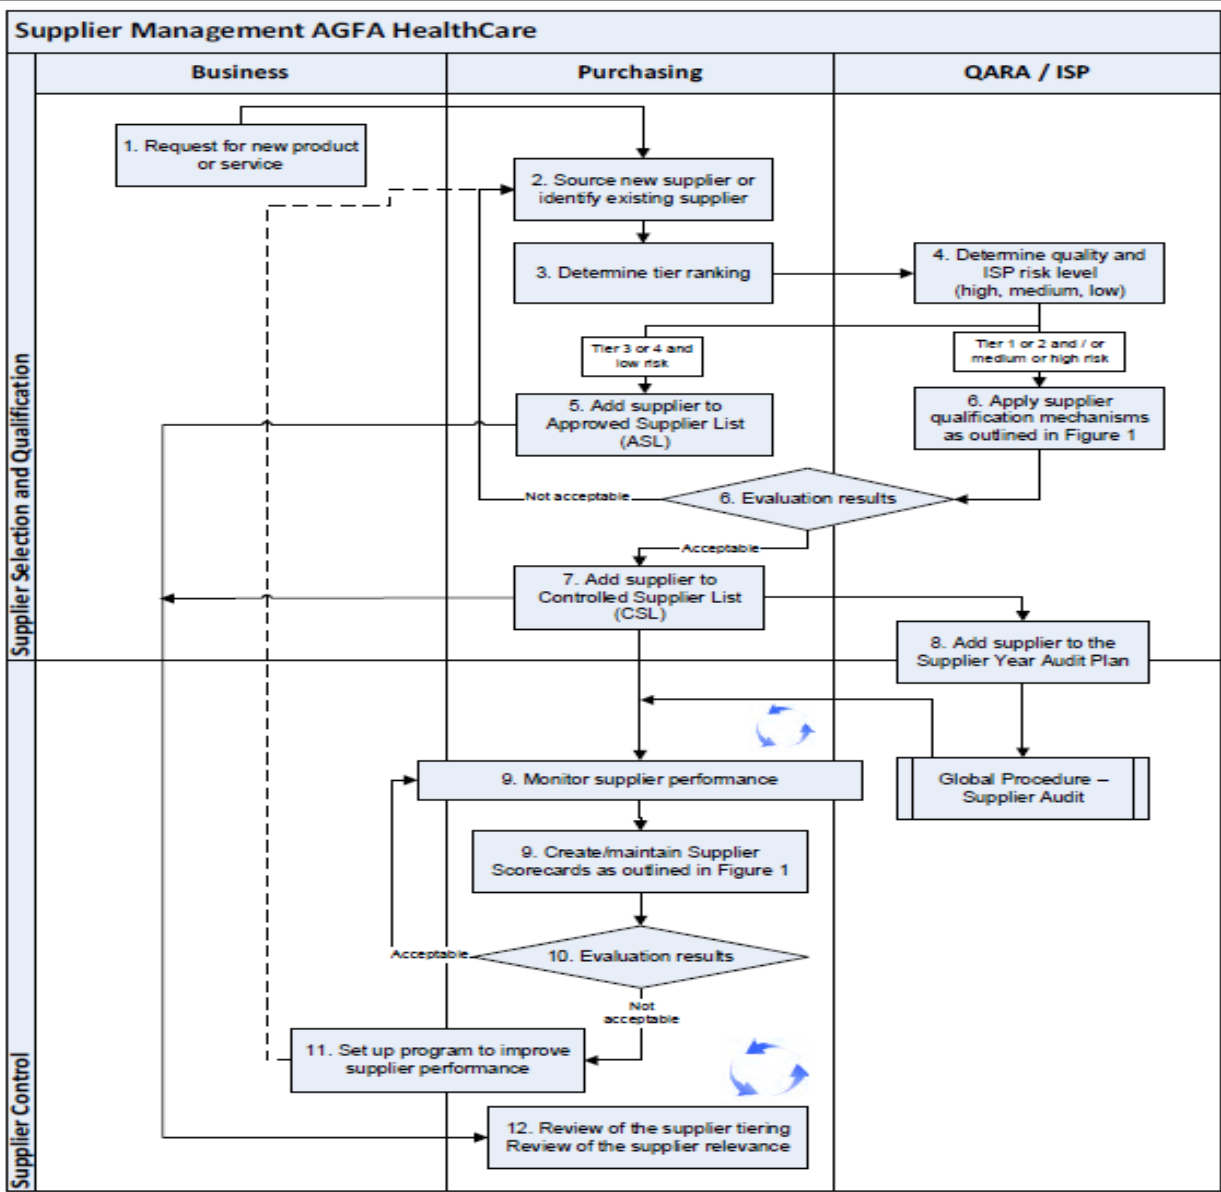 Supplier Management AGFA HealthCare
Business
Purchasing
QARA / ISP
Supplier Selection and Qualification
1. Request for new product
or service
2. Source new supplier or
identify existing supplier
3. Determine tier ranking
4. Determine quality and
ISP risk level
(high, medium, low)
Tier 3 or 4 and
low risk
Tier 1 or 2 and / or
medium or high risk
5. Add supplier to
Approved Supplier List
(ASL)
6. Apply supplier
qualification mechanisms
as outlined in Figure 1
Not acceptable
6. Evaluation results
Acceptable
7. Add supplier to
Controlled Supplier List
(CSL)
8. Add supplier to the
Supplier Year Audit Plan
Supplier Control
9. Monitor supplier performance
Global Procedure –
Supplier Audit
9. Create/maintain Supplier
Scorecards as outlined in Figure 1
Acceptable
10. Evaluation results
Not
acceptable
11. Set up program to improve
supplier performance
12. Review of the supplier tiering
Review of the supplier relevance